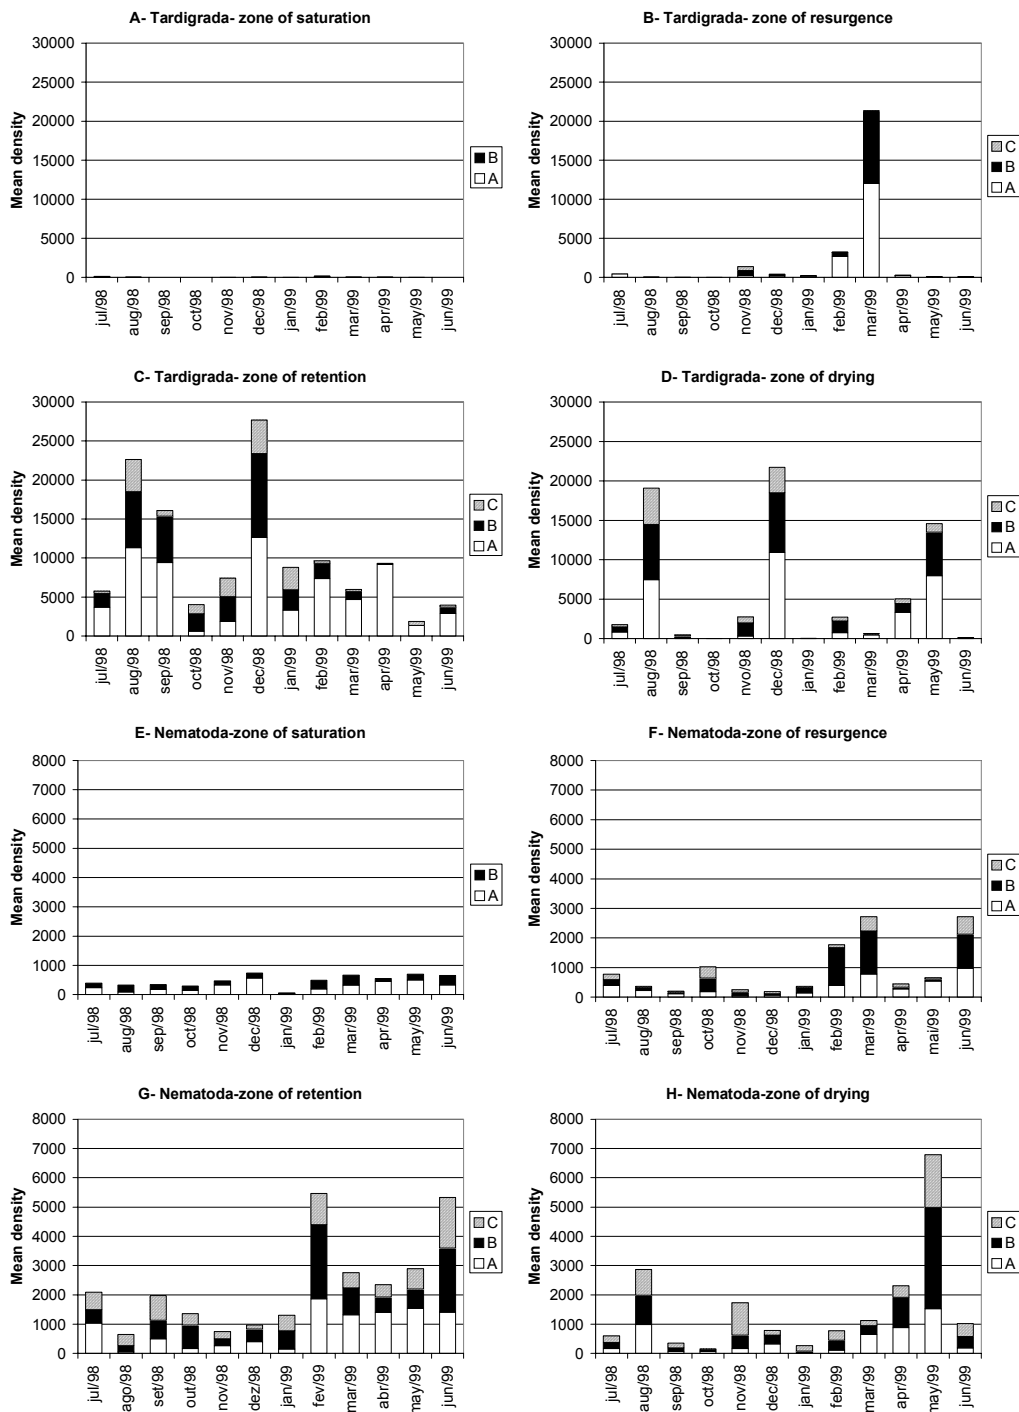 A- Tardigrada- zone of saturation
30000
25000
20000
15000
10000
5000
0
Mean density
jul/98
aug/98
sep/98
oct/98
nov/98
dec/98
jan/99
feb/99
mar/99
apr/99
may/99
jun/99
B
A
B- Tardigrada- zone of resurgence
30000
25000
20000
15000
10000
5000
0
Mean density
jul/98
aug/98
sep/98
oct/98
nov/98
dec/98
jan/99
feb/99
mar/99
apr/99
may/99
jun/99
C
B
A
C- Tardigrada- zone of retention
30000
25000
20000
15000
10000
5000
0
Mean density
jul/98
aug/98
sep/98
oct/98
nov/98
dec/98
jan/99
feb/99
mar/99
apr/99
may/99
jun/99
C
B
A
D- Tardigrada- zone of drying
30000
25000
20000
15000
10000
5000
0
Mean density
jul/98
aug/98
sep/98
oct/98
nvo/98
dec/98
jan/99
feb/99
mar/99
apr/99
may/99
jun/99
C
B
A
E- Nematoda-zone of saturation
8000
7000
6000
5000
4000
3000
2000
1000
0
Mean density
jul/98
aug/98
sep/98
oct/98
nov/98
dec/98
jan/99
feb/99
mar/99
apr/99
may/99
jun/99
B
A
F- Nematoda-zone of resurgence
8000
7000
6000
5000
4000
3000
2000
1000
0
Mean density
jul/98
aug/98
sep/98
oct/98
nov/98
dec/98
jan/99
feb/99
mar/99
apr/99
mai/99
jun/99
C
B
A
G- Nematoda-zone of retention
8000
7000
6000
5000
4000
3000
2000
1000
0
Mean density
jul/98
ago/98
set/98
out/98
nov/98
dez/98
jan/99
fev/99
mar/99
abr/99
may/99
jun/99
C
B
A
H- Nematoda-zone of drying
8000
7000
6000
5000
4000
3000
2000
1000
0
Mean density
jul/98
aug/98
sep/98
oct/98
nov/98
dec/98
jan/99
feb/99
mar/99
apr/99
may/99
jun/99
C
B
A